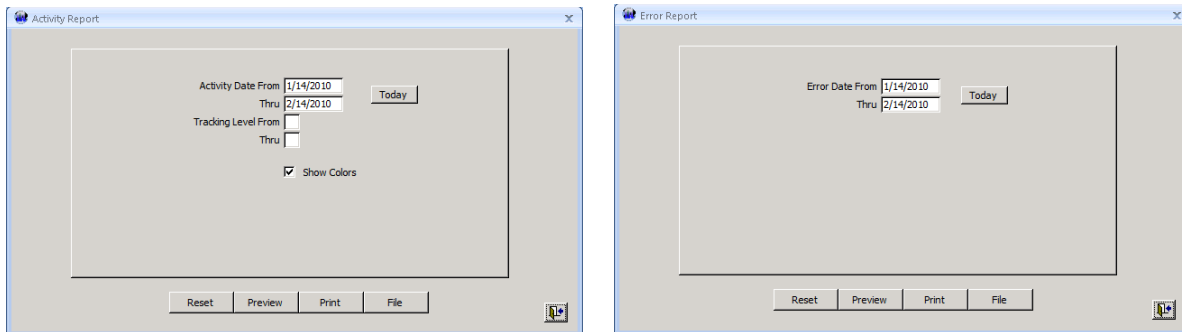 Activity Report
Activity Date From 1/14/2010
Thru 2/14/2010
Today
Tracking Level From
Thru
Show Colors
Reset Preview Print File
Error Report
Error Date From 1/14/2010
Thru 2/14/2010
Today
Reset Preview Print File